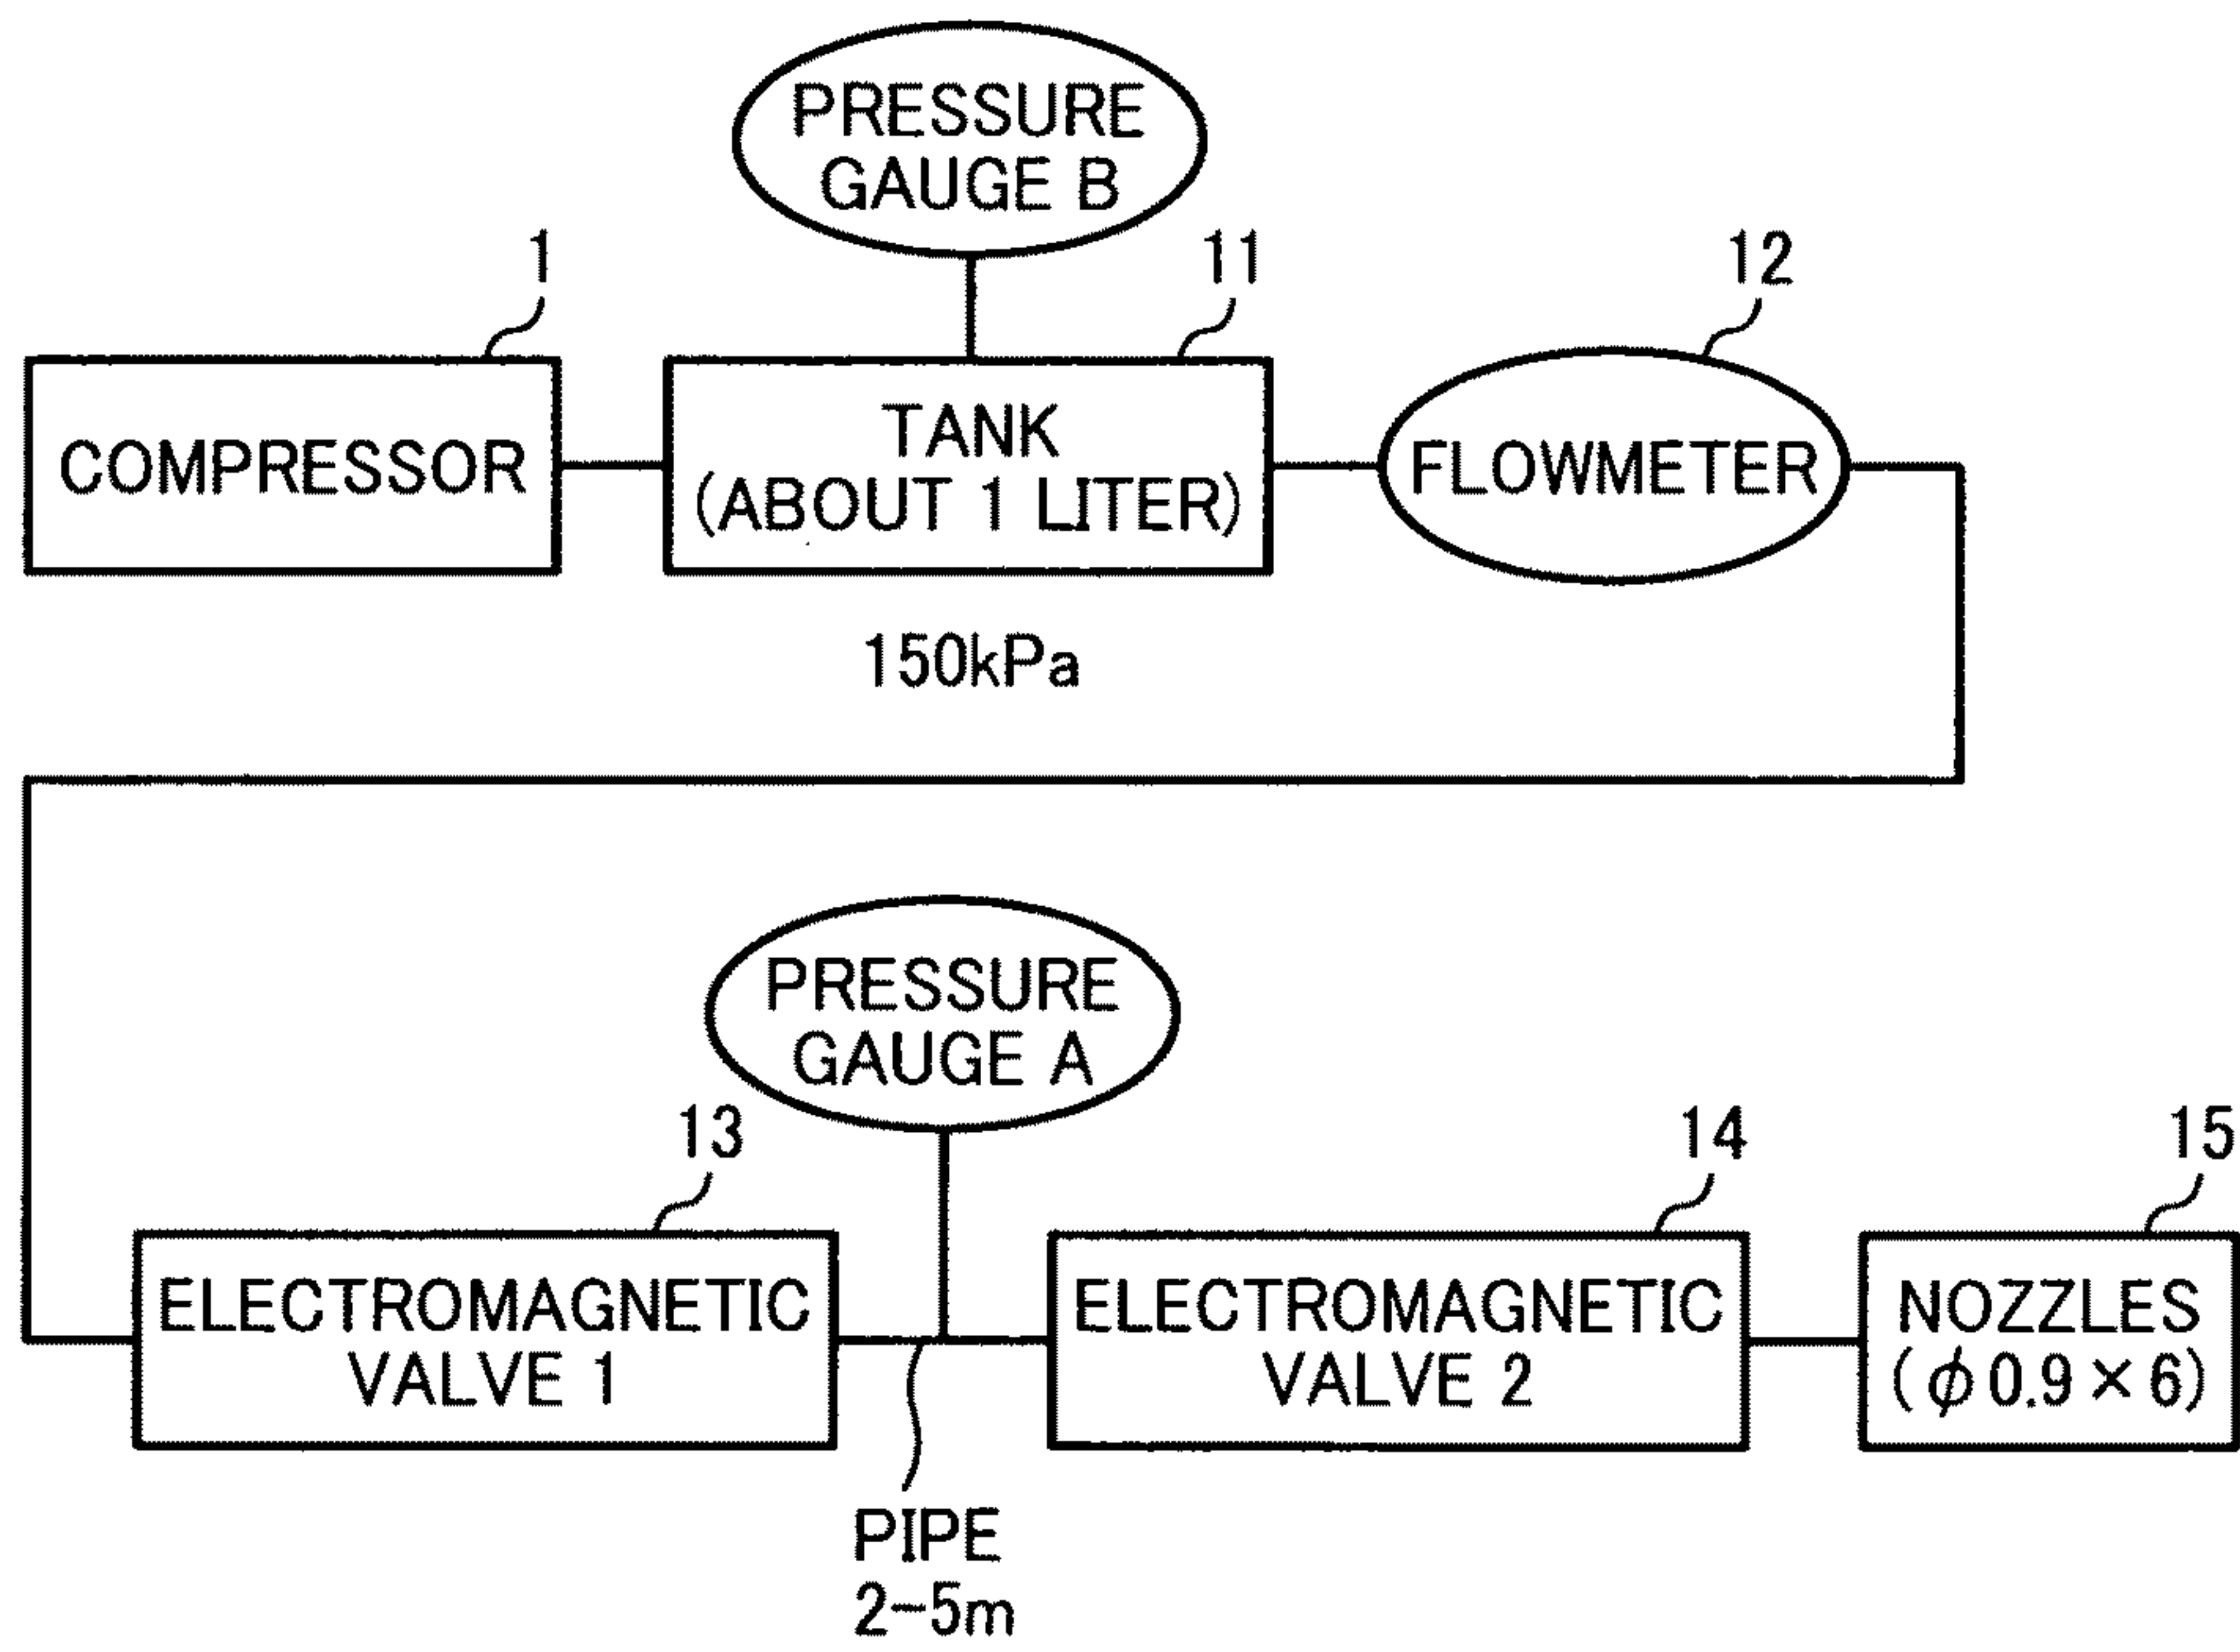 PRESSURE
GAUGE B
1
11
12
COMPRESSOR
TANK
(ABOUT 1 LITER)
FLOWMETER
150kPa
PRESSURE
GAUGE A
13
14
15
ELECTROMAGNETIC
VALVE 1
ELECTROMAGNETIC
VALVE 2
NOZZLES
(ϕ0.9×6)
PIPE
2-5m